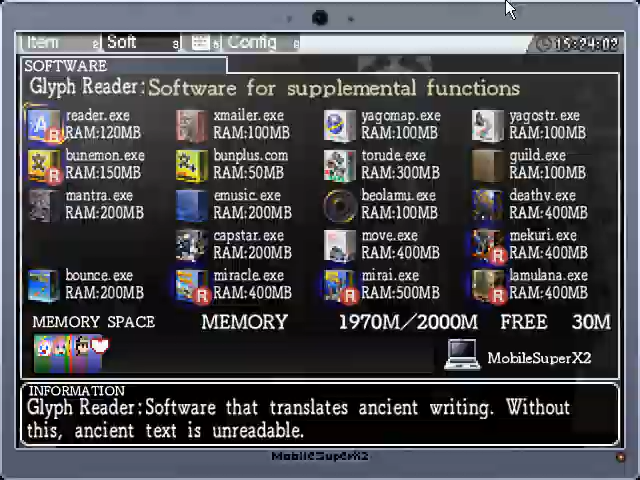 Item 2 Soft 3 5 Config 6 15:24:02
SOFTWARE
Glyph Reader:Software for supplemental functions
reader.exe xmailer.exe yagomap.exe yagostr.exe
RAM:120MB RAM:100MB RAM:100MB RAM:100MB
bunemon.exe bunplus.com torude.exe guild.exe
RAM:150MB RAM:50MB RAM:300MB RAM:100MB
mantra.exe emusic.exe beolamu.exe deathv.exe
RAM:200MB RAM:200MB RAM:100MB RAM:400MB
capstar.exe move.exe mekuri.exe
RAM:200MB RAM:400MB RAM:400MB
bounce.exe miracle.exe mirai.exe lamulana.exe
RAM:200MB RAM:400MB RAM:500MB RAM:400MB
MEMORY SPACE MEMORY 1970M/2000M FREE 30M
MobileSuperX2
INFORMATION
Glyph Reader:Software that translates ancient writing. Without
this, ancient text is unreadable.
MobileSuperX2